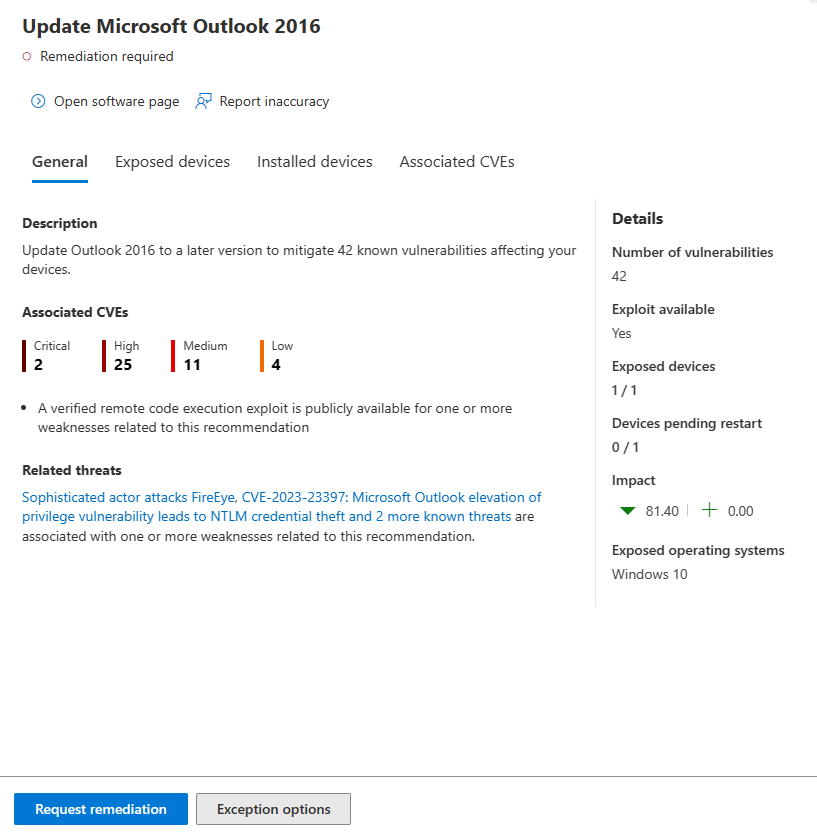 Update Microsoft Outlook 2016
Remediation required
Open software page Report inaccuracy
General Exposed devices Installed devices Associated CVEs
Description
Update Outlook 2016 to a later version to mitigate 42 known vulnerabilities affecting your
devices.
Associated CVEs
Critical High Medium Low
2 25 11 4
A verified remote code execution exploit is publicly available for one or more
weaknesses related to this recommendation
Related threats
Sophisticated actor attacks FireEye, CVE-2023-23397: Microsoft Outlook elevation of
privilege vulnerability leads to NTLM credential theft and 2 more known threats are
associated with one or more weaknesses related to this recommendation.
Details
Number of vulnerabilities
42
Exploit available
Yes
Exposed devices
1 / 1
Devices pending restart
0 / 1
Impact
81.40 | + 0.00
Exposed operating systems
Windows 10
Request remediation Exception options